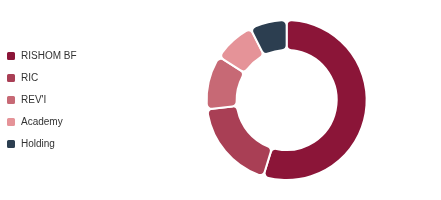 RISHOM BF
RIC
REV'I
Academy
Holding